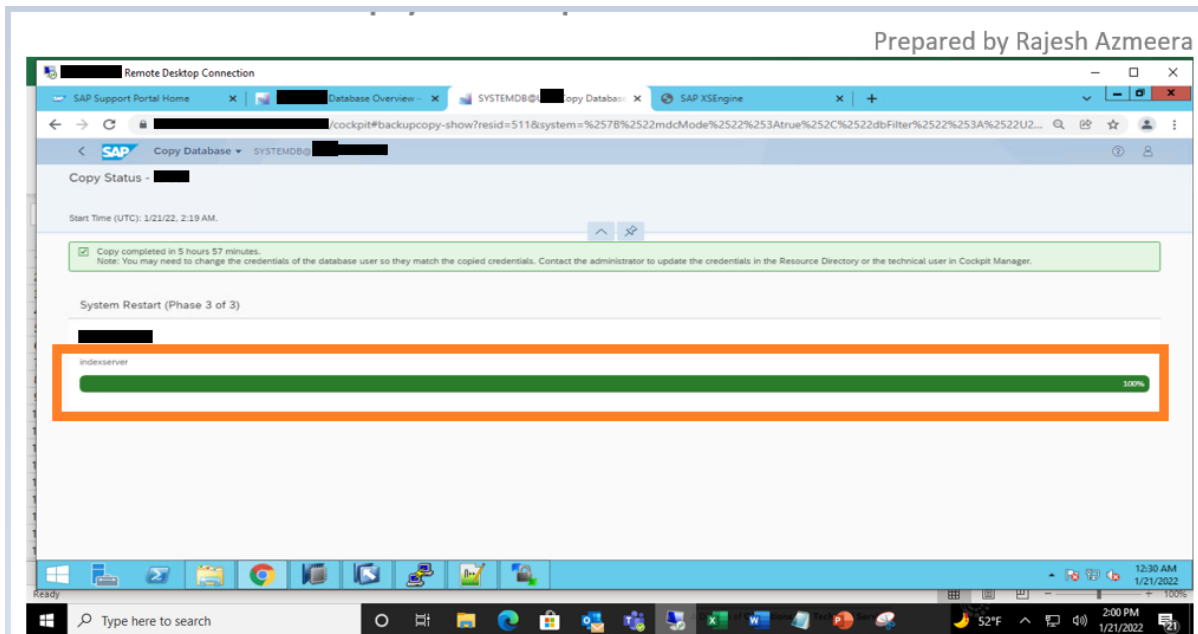 Prepared by Rajesh Azmeera
Remote Desktop Connection
SAP Support Portal Home
Database Overview -
SYSTEMDB@
Copy Database
SAP XSEngine
/cockpit#backupcopy-show?resid=511&system=%257B%2522mdcMode%2522%253Atrue%252C%2522dbFilter%2522%253A%2522U2...
SAP Copy Database SYSTEMDB@
Copy Status -
Start Time (UTC): 1/21/22, 2:19 AM.
Copy completed in 5 hours 57 minutes.
Note: You may need to change the credentials of the database user so they match the copied credentials. Contact the administrator to update the credentials in the Resource Directory or the technical user in Cockpit Manager.
System Restart (Phase 3 of 3)
indexserver
100%
12:30 AM
1/21/2022
Ready
100%
Type here to search
52°F
2:00 PM
1/21/2022
21